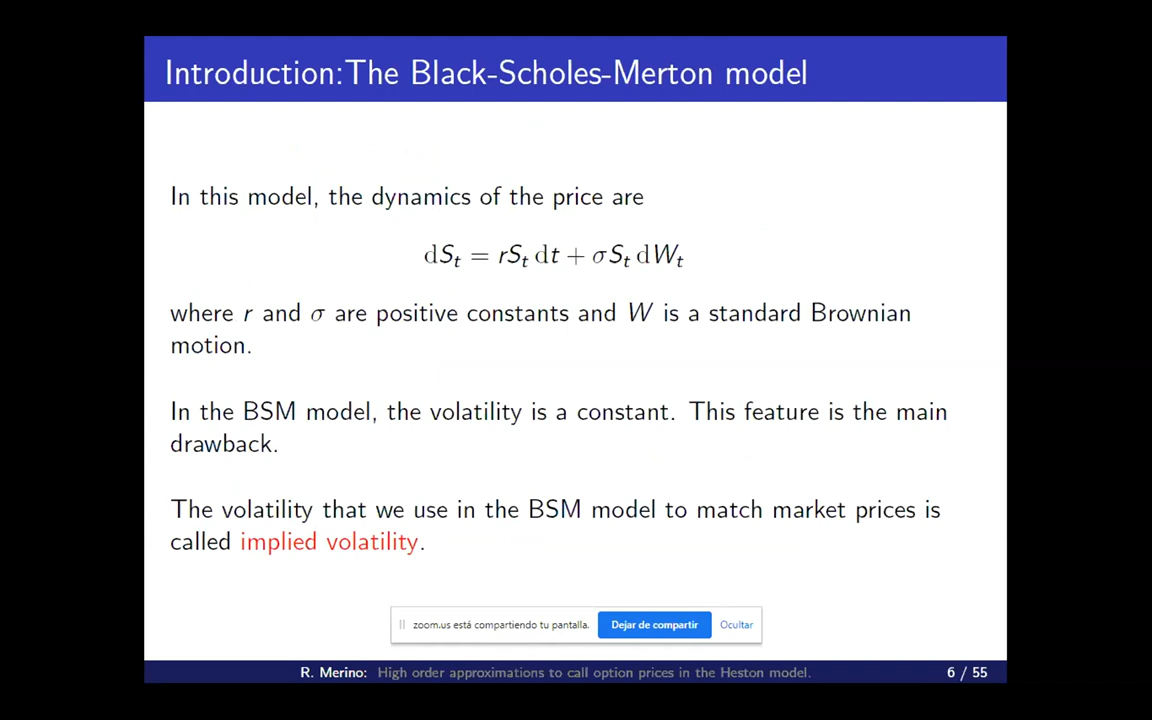 Introduction:The Black-Scholes-Merton model
In this model, the dynamics of the price are
dS_t = rS_t dt + σS_t dW_t
where r and σ are positive constants and W is a standard Brownian
motion.
In the BSM model, the volatility is a constant. This feature is the main
drawback.
The volatility that we use in the BSM model to match market prices is
called implied volatility.
zoom.us está compartiendo tu pantalla. Dejar de compartir Ocultar
R. Merino: High order approximations to call option prices in the Heston model. 6 / 55